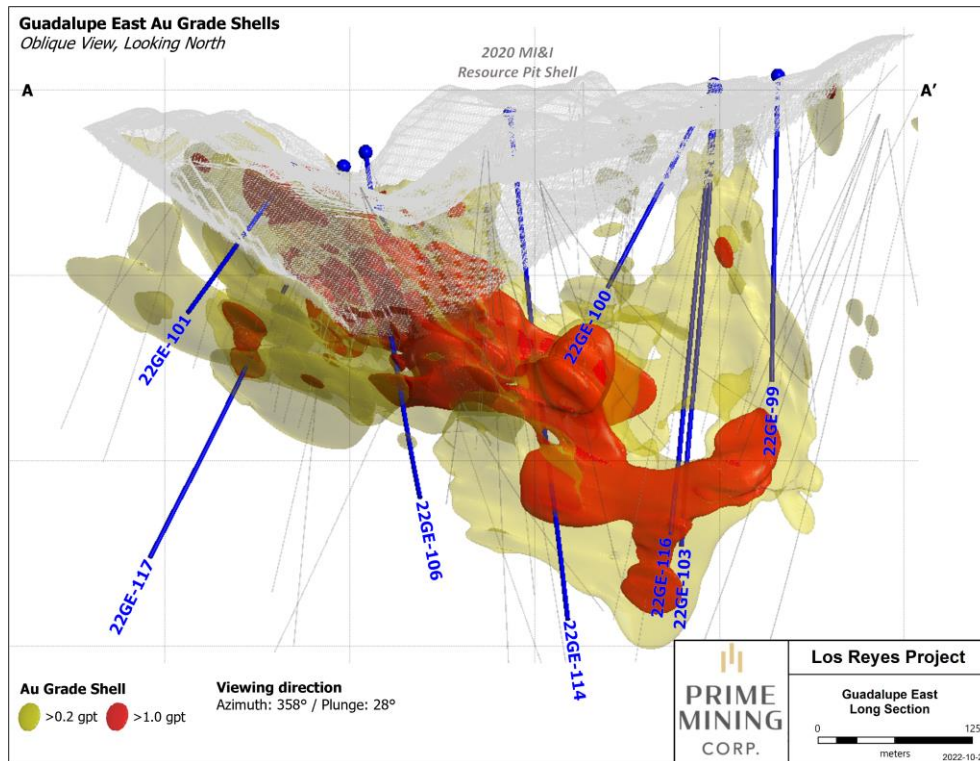 Guadalupe East Au Grade Shells
Oblique View, Looking North
2020 MI&I
Resource Pit Shell
A
A'
22GE-101
22GE-100
22GE-99
22GE-117
22GE-106
22GE-116
22GE-103
22GE-114
Au Grade Shell
>0.2 gpt
>1.0 gpt
Viewing direction
Azimuth: 358° / Plunge: 28°
PRIME
MINING
CORP.
Los Reyes Project
Guadalupe East
Long Section
0
125
meters